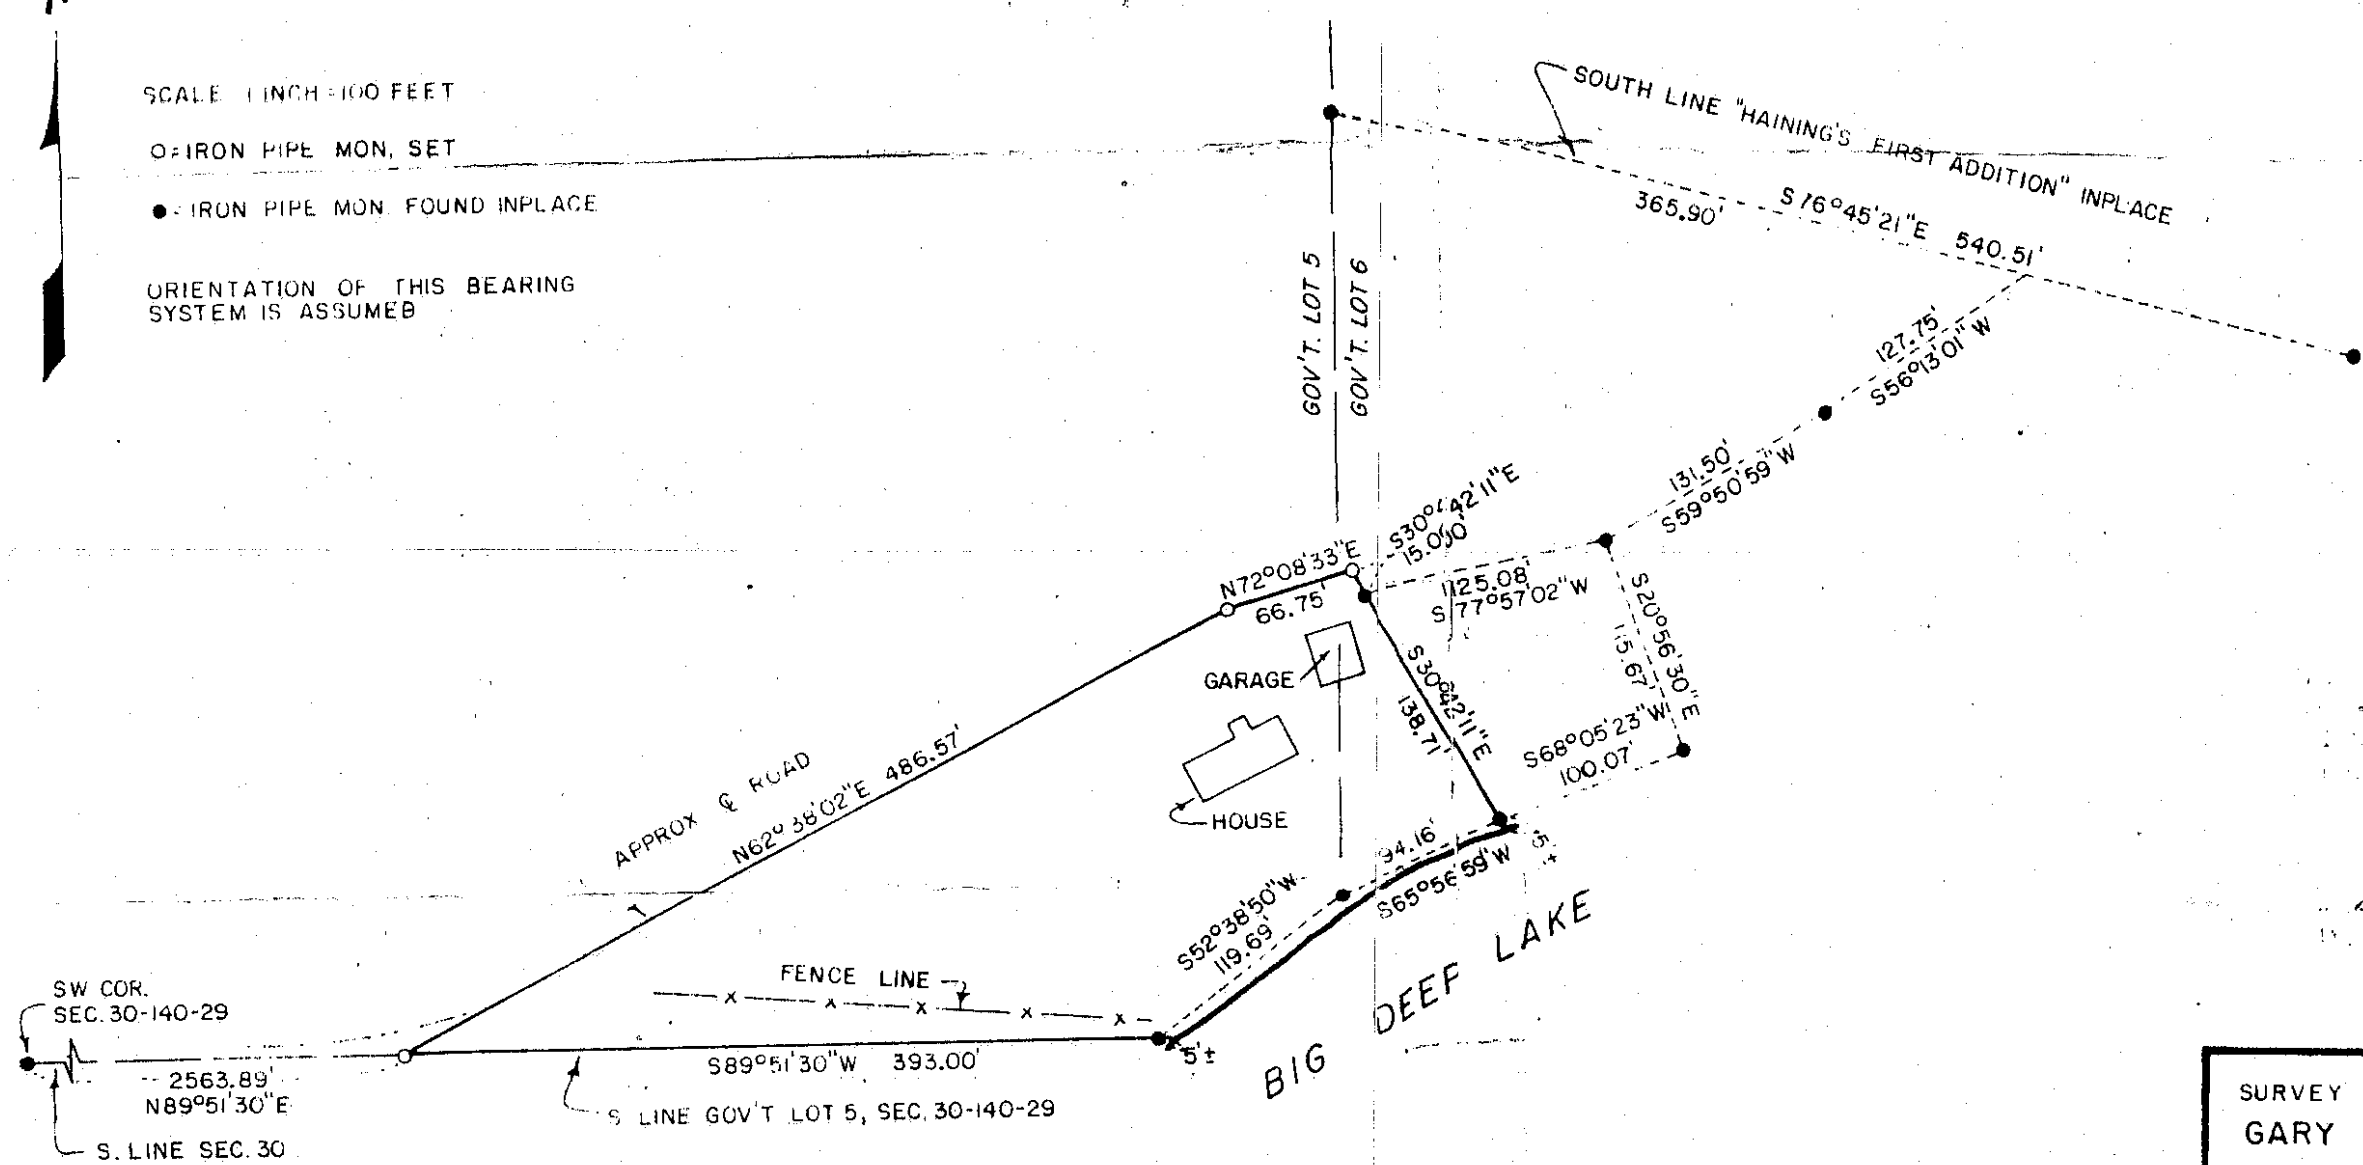 SCALE 1 INCH = 100 FEET
O = IRON PIPE MON. SET
● - IRON PIPE MON. FOUND INPLACE
ORIENTATION OF THIS BEARING
SYSTEM IS ASSUMED
SOUTH LINE "HAINING'S FIRST ADDITION" INPLACE
365.90'
S76°45'21"E 540.51'
GOV'T. LOT 5
GOV'T. LOT 6
127.75'
S56°13'01"W
131.50'
S59°50'59"W
S30°42'11"E
15.00'
N72°08'33"E
66.75'
125.08'
S77°57'02"W
S20°56'30"E
115.67'
GARAGE
S30°42'11"E
138.71'
S68°05'23"W
100.07'
HOUSE
APPROX ℄ ROAD
N62°38'02"E 486.57'
94.16'
S65°56'59"W
5'±
S52°38'50"W
119.69'
BIG DEEP LAKE
FENCE LINE
SW COR.
SEC. 30-140-29
2563.89'
N89°51'30"E
S89°51'30"W 393.00'
5'±
S LINE GOV'T LOT 5, SEC. 30-140-29
S. LINE SEC. 30
SURVEY
GARY